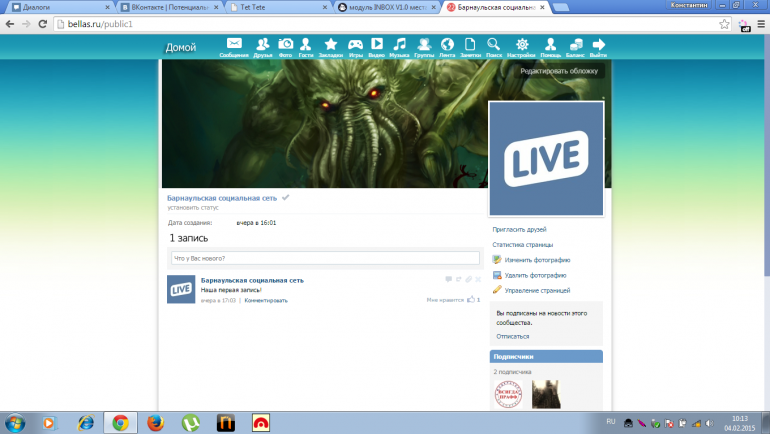 Диалоги
ВКонтакте | Потенциаль
Tet Tete
модуль INBOX V1.0 место
Барнаульская социальна
Константин
bellas.ru/public1
off
Домой
Сообщения Друзья Фото Гости Закладки Игры Видео Музыка Группы Лента Заметки Поиск Настройки Помощь Баланс Выйти
Редактировать обложку
LIVE
Барнаульская социальная сеть
установить статус
Дата создания: вчера в 16:01
1 запись
Что у Вас нового?
LIVE
Барнаульская социальная сеть
Наша первая запись!
вчера в 17:03 | Комментировать
Мне нравится 1
Пригласить друзей
Статистика страницы
Изменить фотографию
Удалить фотографию
Управление страницей
Вы подписаны на новости этого
сообщества.
Отписаться
Подписчики
2 подписчика
ВСЕГДА
RU
10:13
04.02.2015